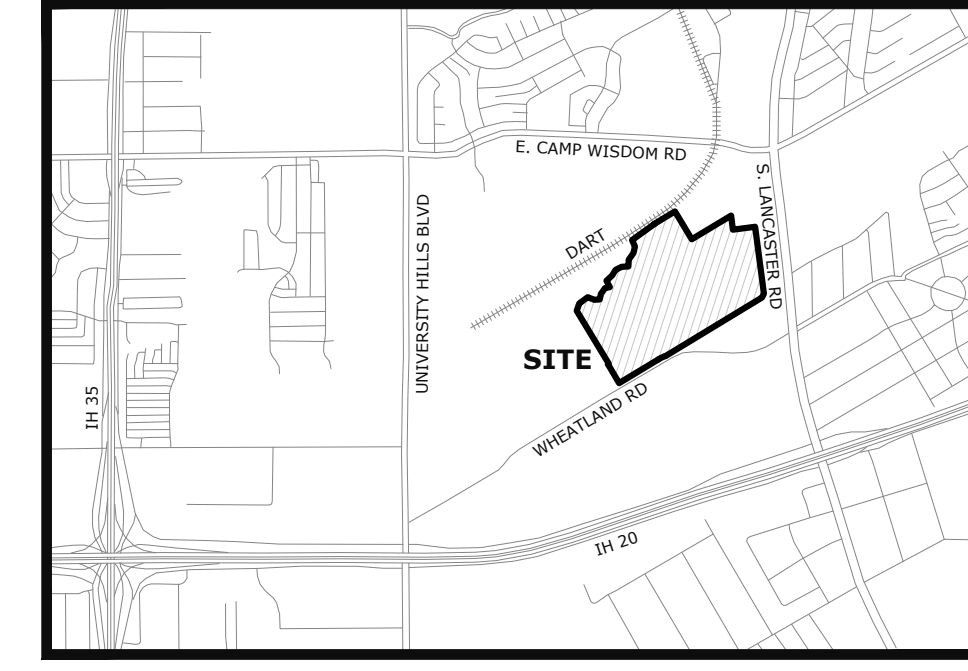 E. CAMP WISDOM RD
S. LANCASTER RD
UNIVERSITY HILLS BLVD
DART
SITE
IH 35
WHEATLAND RD
IH 20